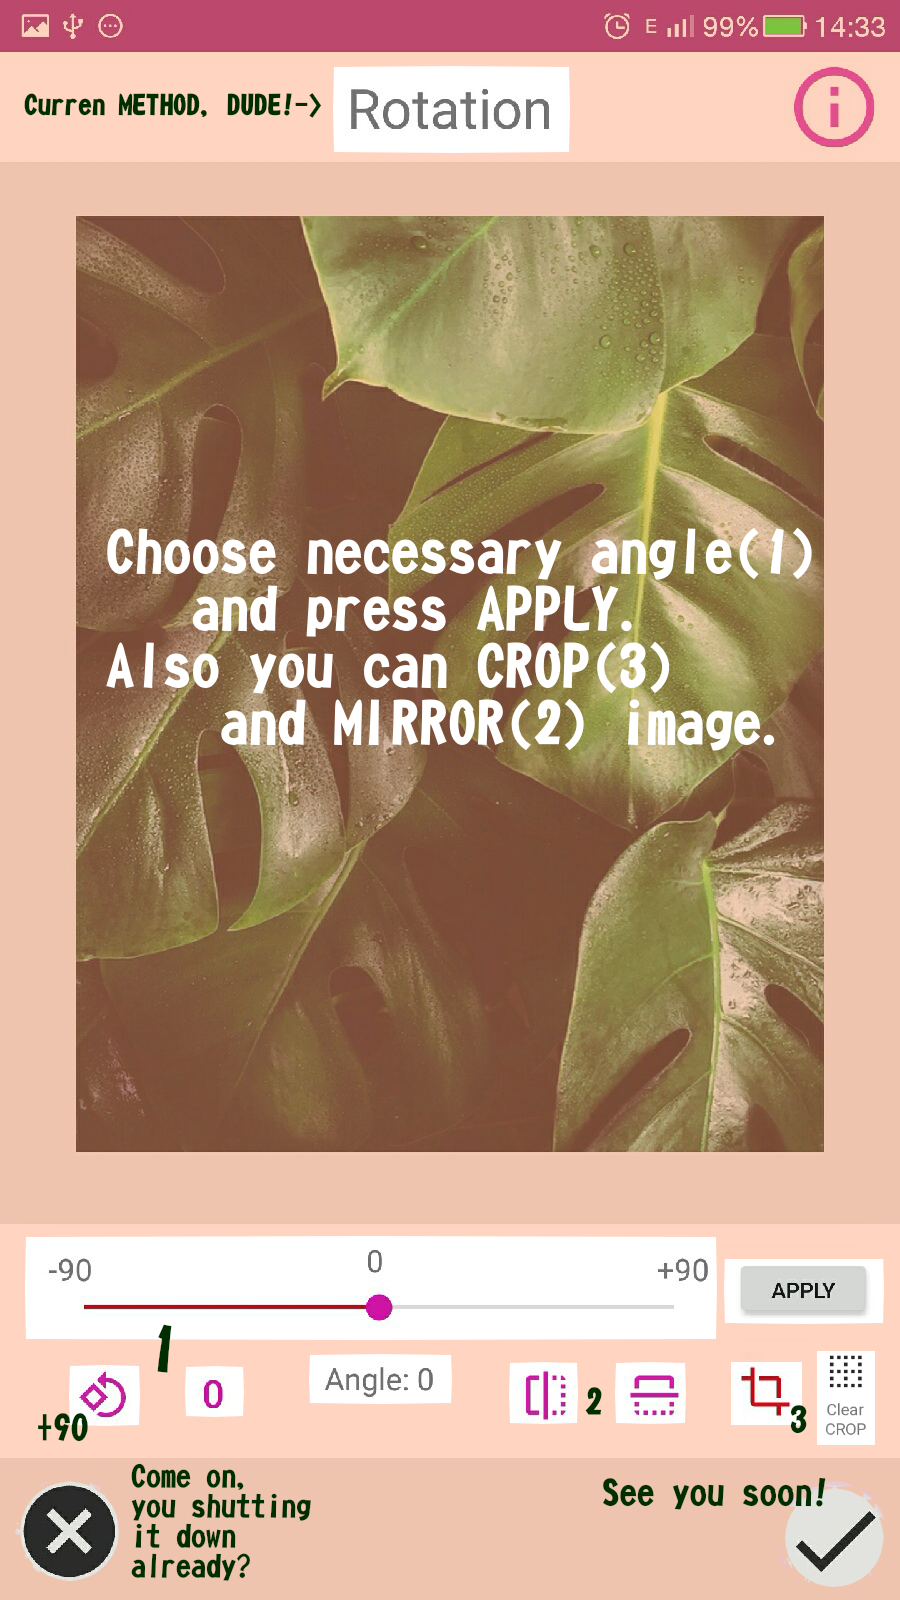 E 99% 14:33
Curren METHOD, DUDE!-> Rotation
Choose necessary angle(1)
and press APPLY.
Also you can CROP(3)
and MIRROR(2) image.
-90 0 +90
APPLY
1
+90
0
Angle: 0
2
3
Clear
CROP
Come on,
you shutting
it down
already?
See you soon!